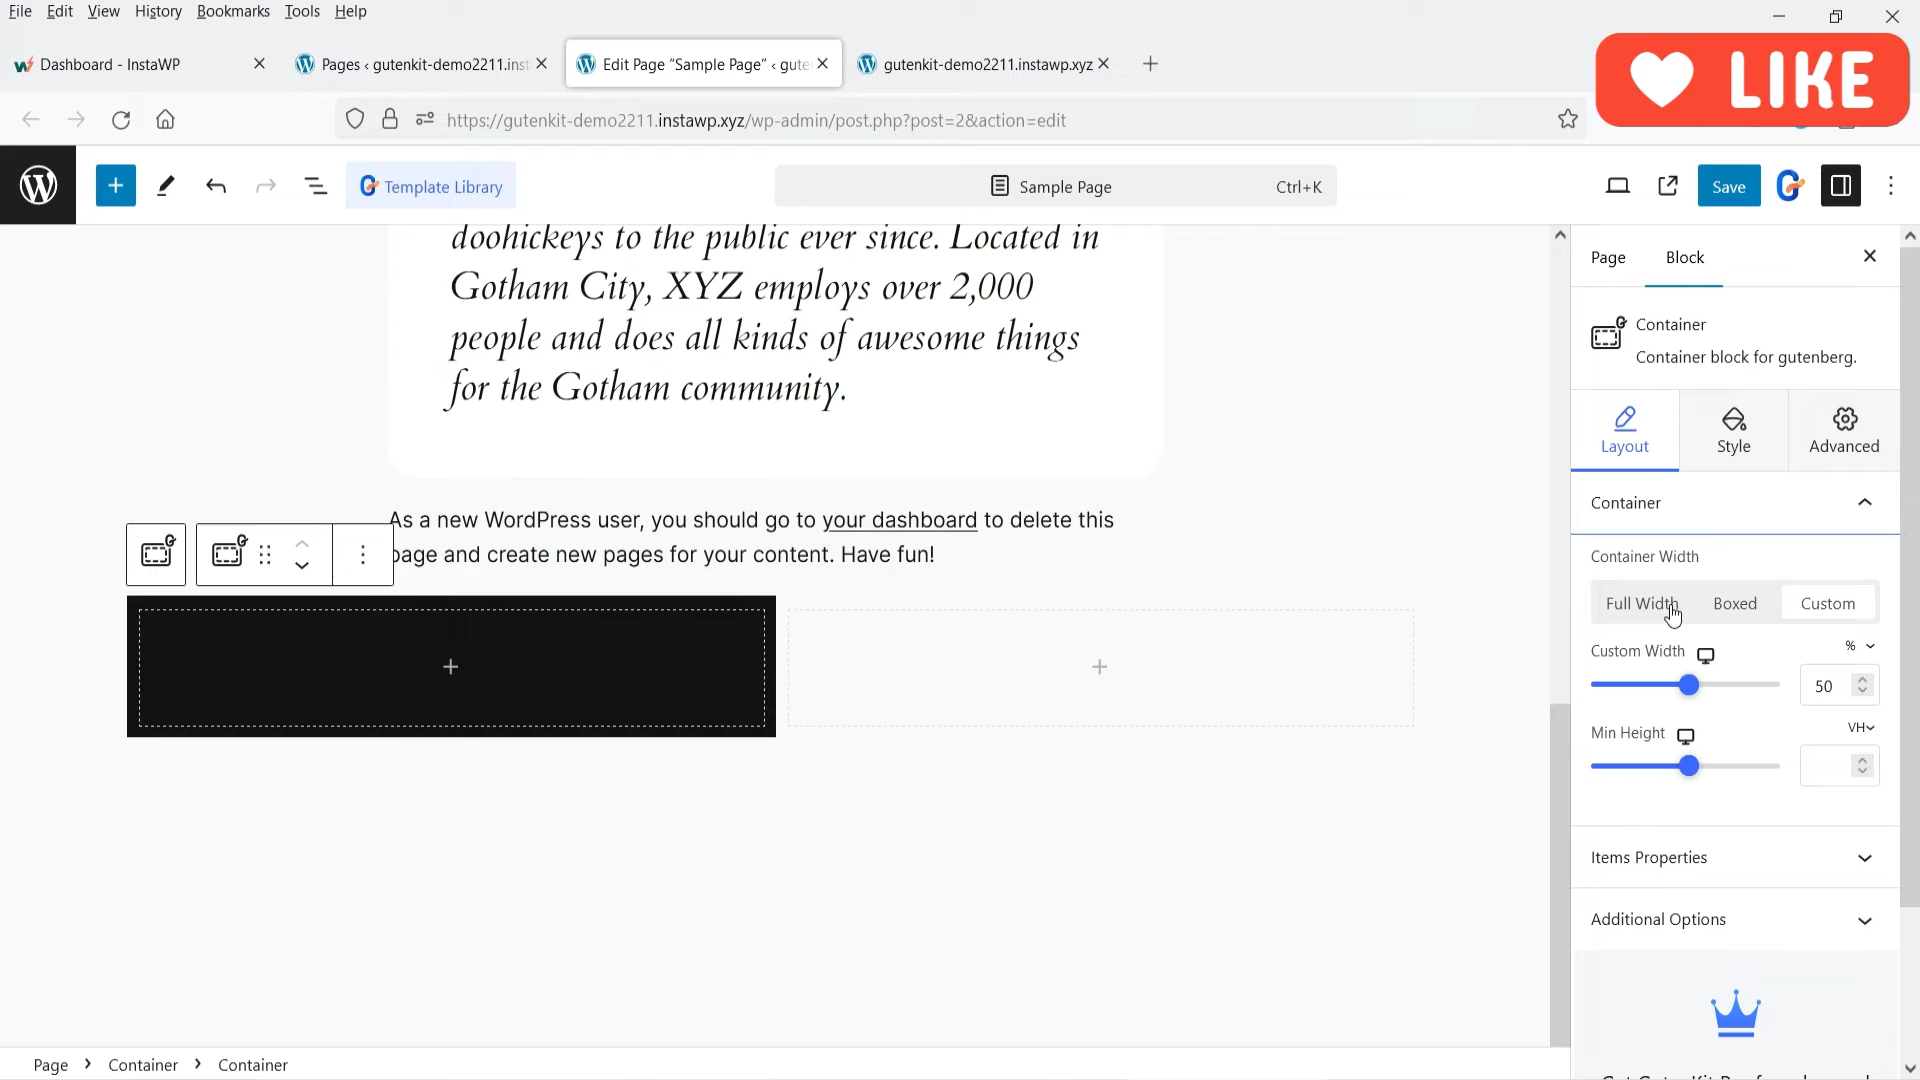 File Edit View History Bookmarks Tools Help
Dashboard - InstaWP
Pages ‹ gutenkit-demo2211.inst
Edit Page “Sample Page” ‹ gute
gutenkit-demo2211.instawp.xyz
LIKE
https://gutenkit-demo2211.instawp.xyz/wp-admin/post.php?post=2&action=edit
Template Library
Sample Page
Ctrl+K
Save
doohickeys to the public ever since. Located in
Gotham City, XYZ employs over 2,000
people and does all kinds of awesome things
for the Gotham community.
As a new WordPress user, you should go to your dashboard to delete this
page and create new pages for your content. Have fun!
Page
Block
Container
Container block for gutenberg.
Layout
Style
Advanced
Container
Container Width
Full Width
Boxed
Custom
Custom Width
%
50
Min Height
VH
Items Properties
Additional Options
Page > Container > Container